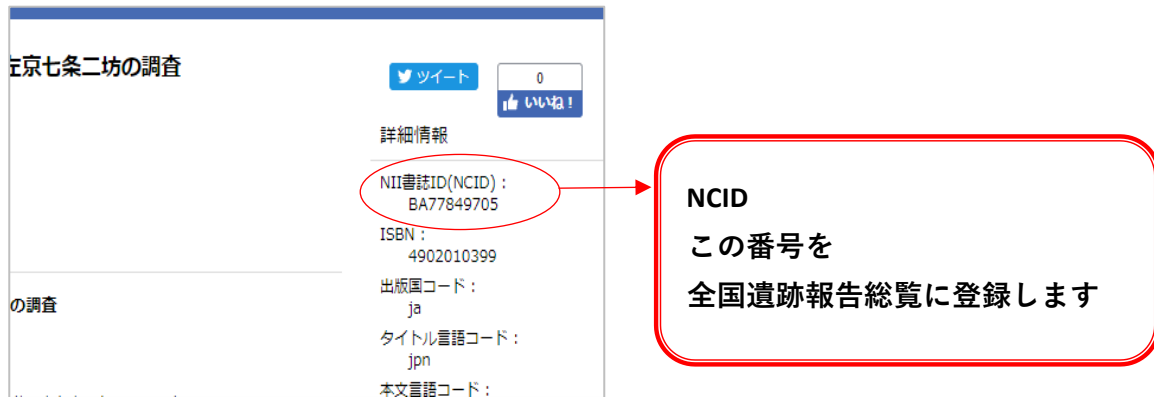 左京七条二坊の調査
ツイート
0
いいね！
詳細情報
NII書誌ID(NCID)：
BA77849705
ISBN：
4902010399
出版国コード：
ja
タイトル言語コード：
jpn
本文言語コード：
の調査
NCID
この番号を
全国遺跡報告総覧に登録します